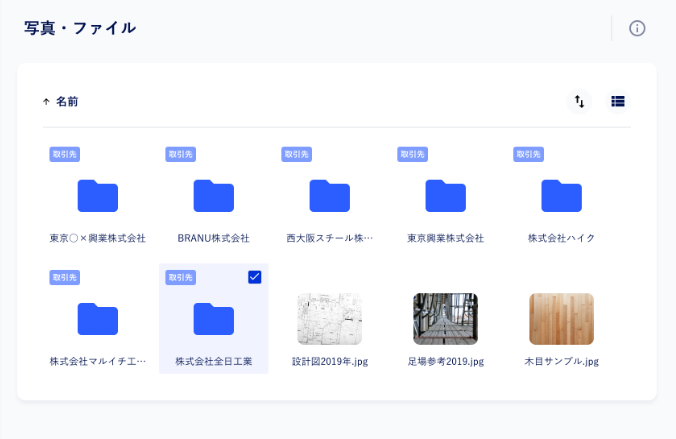 写真・ファイル
↑ 名前
取引先 取引先 取引先 取引先 取引先
東京〇×興業株式会社 BRANU株式会社 西大阪スチール株… 東京興業株式会社 株式会社ハイク
取引先 取引先
株式会社マルイチエ… 株式会社全日工業 設計図2019年.jpg 足場参考2019.jpg 木目サンプル.jpg